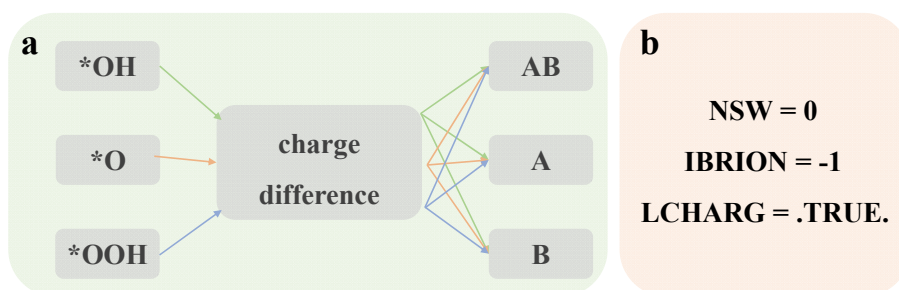 a
*OH
*O
*OOH
charge
difference
AB
A
B
b
NSW = 0
IBRION = -1
LCHARG = .TRUE.